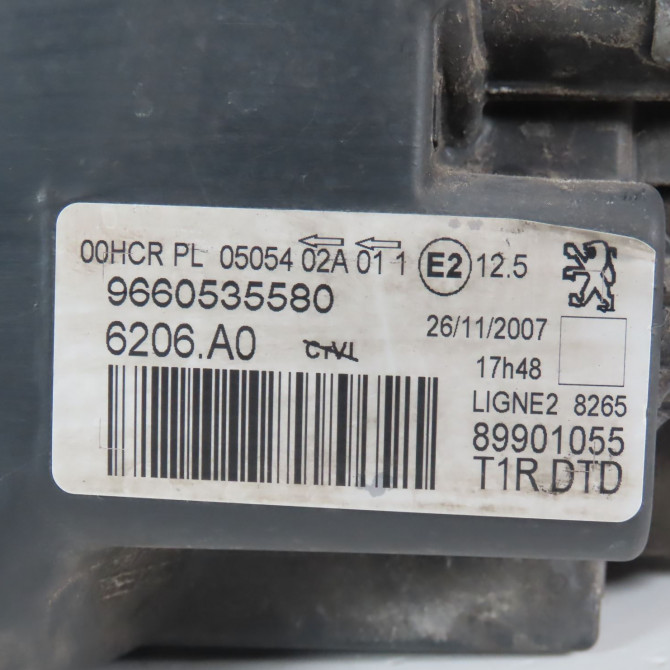 00HCR PL 05054 02A 01 1 E2 12.5
9660535580
6206.A0
26/11/2007
17h48
LIGNE2 8265
89901055
T1R DTD